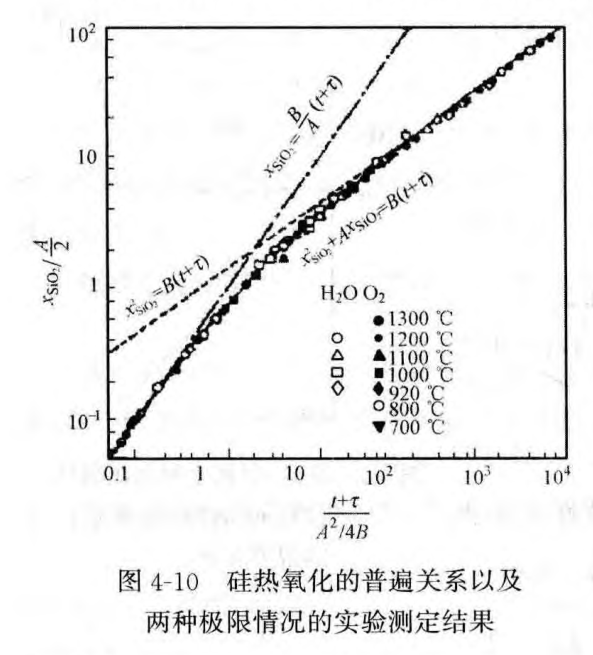 10²
10
1
10⁻¹
x_SiO₂/(A/2)
x_SiO₂=B/A(t+τ)
x²_SiO₂=B(t+τ)
x²_SiO₂+Ax_SiO₂=B(t+τ)
H₂O O₂
1300 ℃
1200 ℃
1100 ℃
1000 ℃
920 ℃
800 ℃
700 ℃
0.1 1 10 10² 10³ 10⁴
t+τ
A²/4B
图 4-10 硅热氧化的普遍关系以及
两种极限情况的实验测定结果